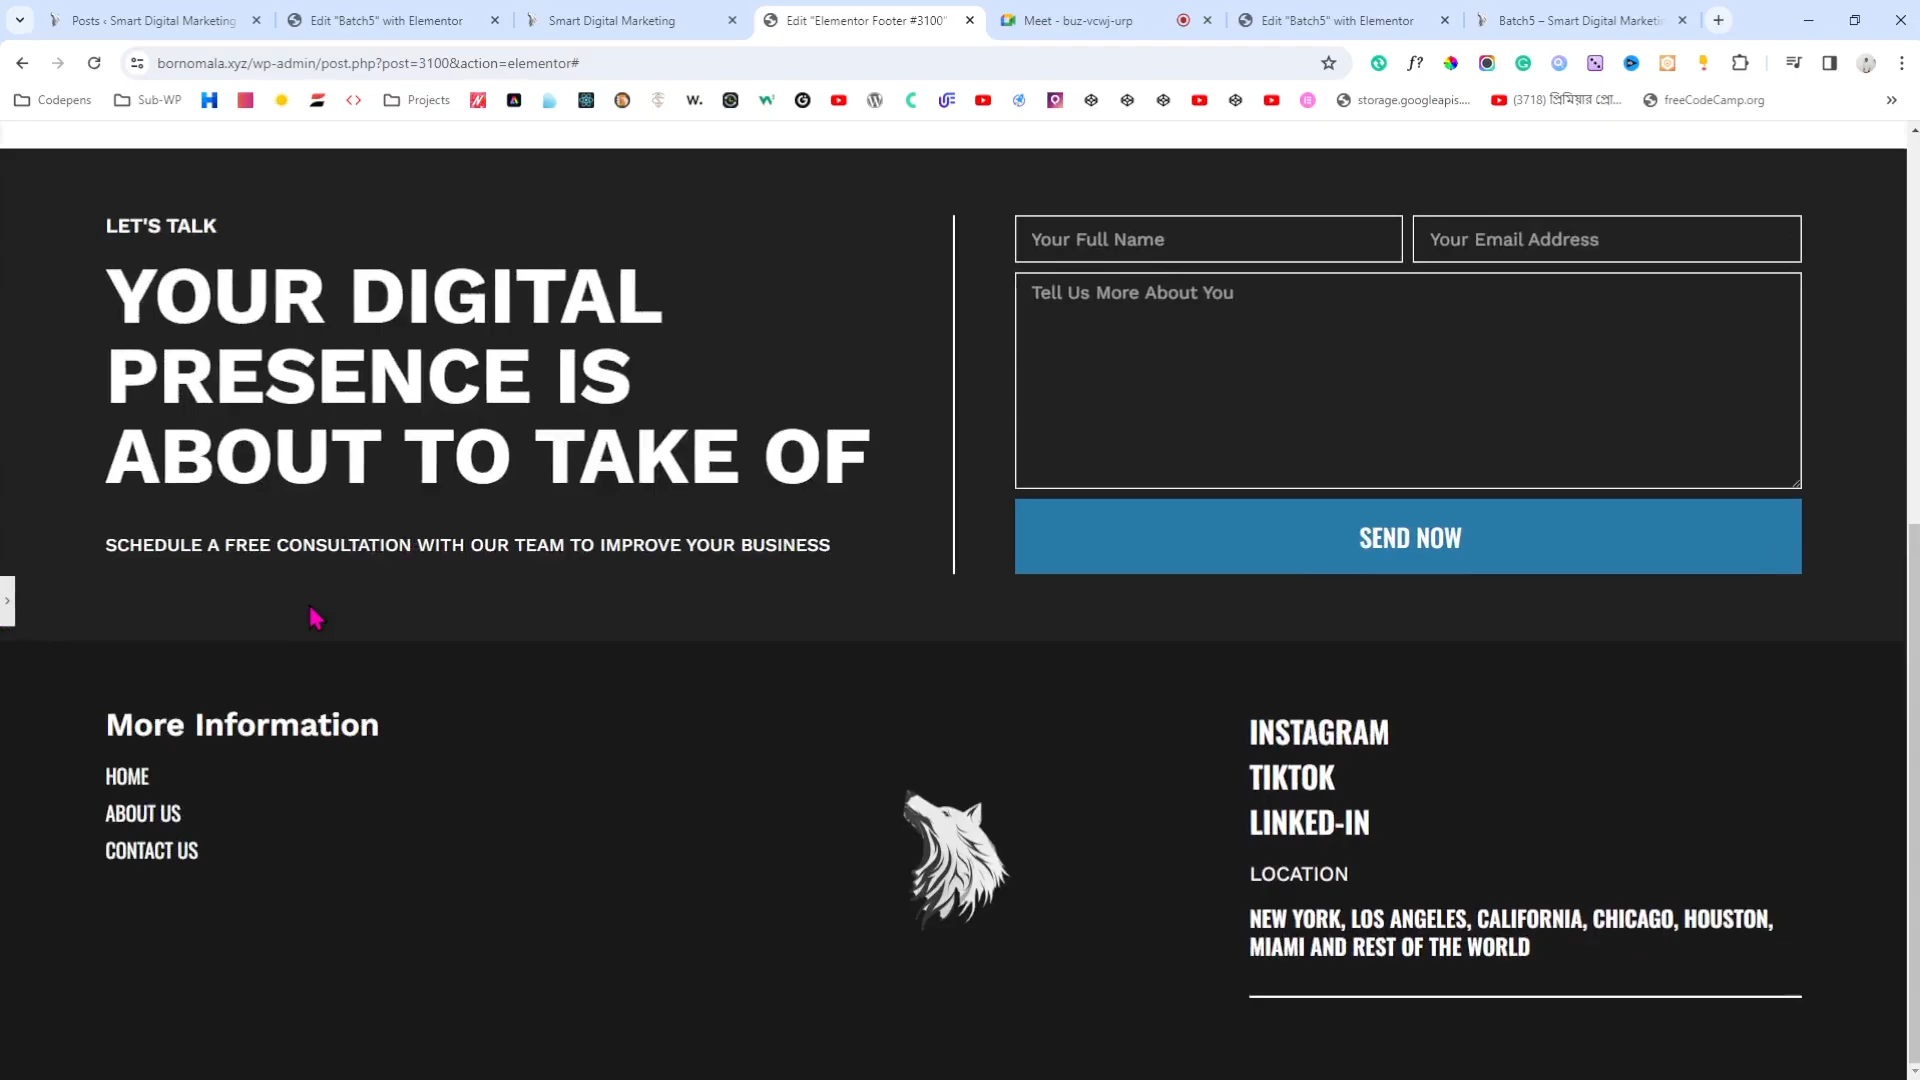 Posts ‹ Smart Digital Marketing
Edit "Batch5" with Elementor
Smart Digital Marketing
Edit "Elementor Footer #3100"
Meet - buz-vcwj-urp
Edit "Batch5" with Elementor
Batch5 – Smart Digital Marketin
bornomala.xyz/wp-admin/post.php?post=3100&action=elementor#
Codepens
Sub-WP
Projects
storage.googleapis....
(3718) প্রিমিয়ার প্রো...
freeCodeCamp.org
LET'S TALK
YOUR DIGITAL
PRESENCE IS
ABOUT TO TAKE OF
SCHEDULE A FREE CONSULTATION WITH OUR TEAM TO IMPROVE YOUR BUSINESS
Your Full Name
Your Email Address
Tell Us More About You
SEND NOW
More Information
HOME
ABOUT US
CONTACT US
INSTAGRAM
TIKTOK
LINKED-IN
LOCATION
NEW YORK, LOS ANGELES, CALIFORNIA, CHICAGO, HOUSTON,
MIAMI AND REST OF THE WORLD